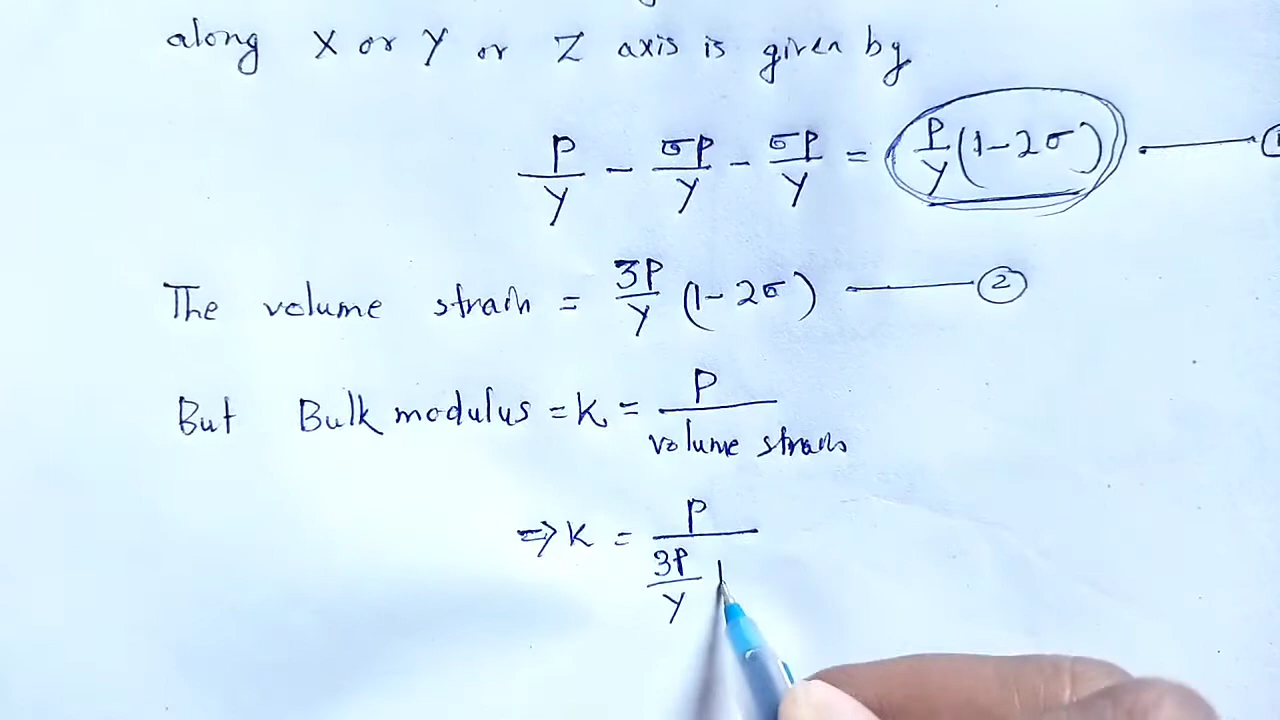 along X or Y or Z axis is given by
P/Y - σP/Y - σP/Y = P/Y (1-2σ)
The volume strain = 3P/Y (1-2σ) ② 
But Bulk modulus = K = P/volume strain
⇒ K = P/(3P/Y